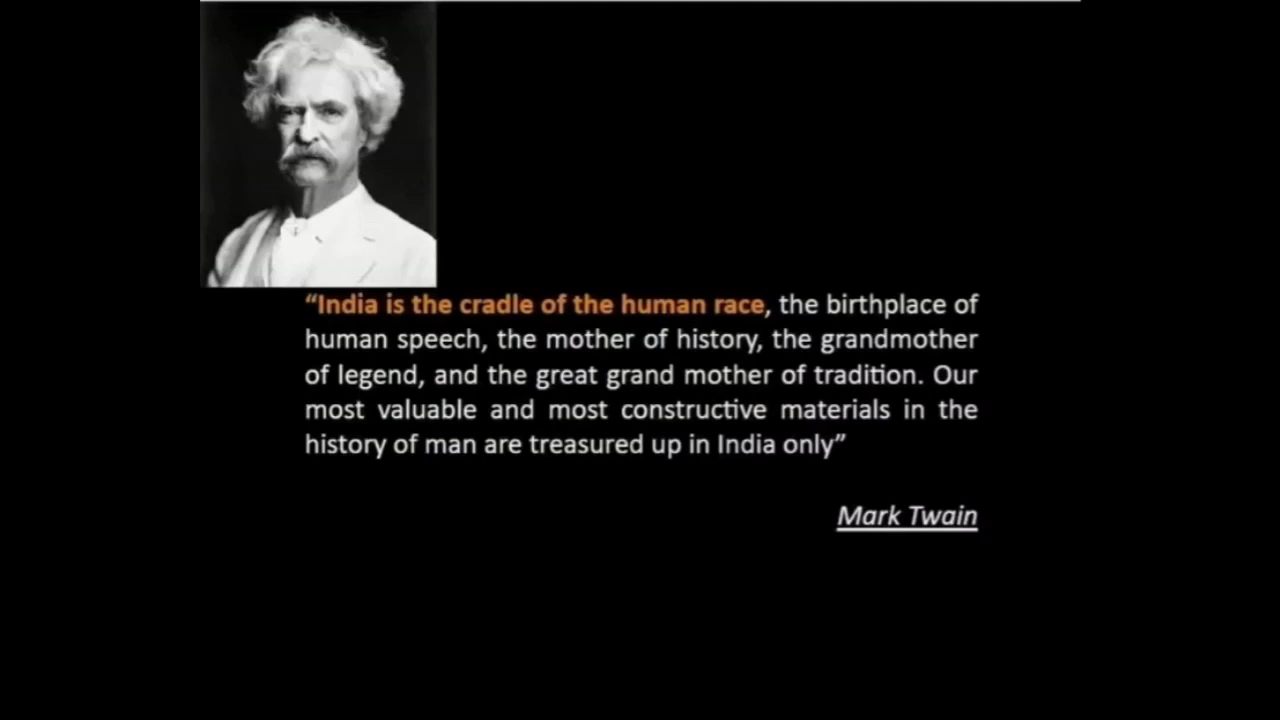 “India is the cradle of the human race, the birthplace of
human speech, the mother of history, the grandmother
of legend, and the great grand mother of tradition. Our
most valuable and most constructive materials in the
history of man are treasured up in India only”
Mark Twain